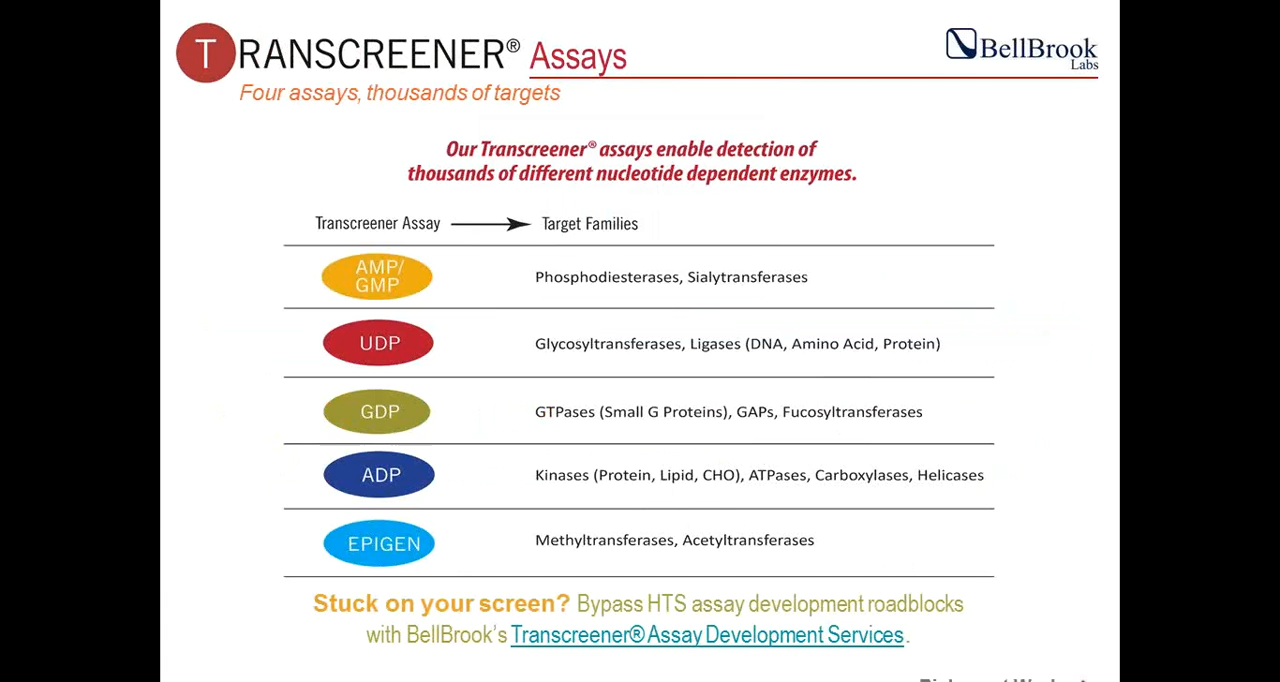 TRANSCREENER® Assays
BellBrook
Labs
Four assays, thousands of targets
Our Transcreener® assays enable detection of
thousands of different nucleotide dependent enzymes.
Transcreener Assay Target Families
AMP/
GMP
Phosphodiesterases, Sialytransferases
UDP
Glycosyltransferases, Ligases (DNA, Amino Acid, Protein)
GDP
GTPases (Small G Proteins), GAPs, Fucosyltransferases
ADP
Kinases (Protein, Lipid, CHO), ATPases, Carboxylases, Helicases
EPIGEN
Methyltransferases, Acetyltransferases
Stuck on your screen? Bypass HTS assay development roadblocks
with BellBrook's Transcreener® Assay Development Services.